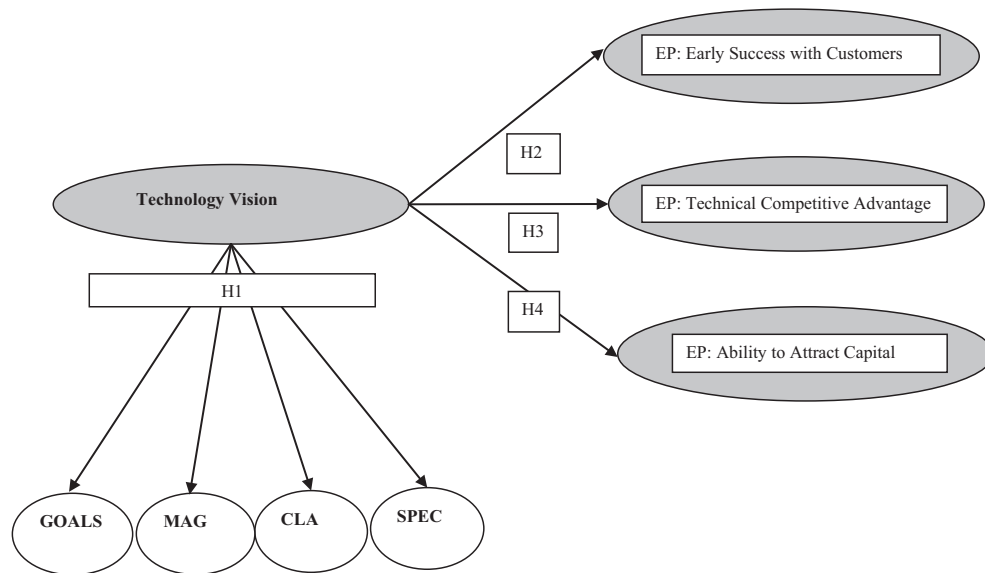 EP: Early Success with Customers
H2
Technology Vision
EP: Technical Competitive Advantage
H3
H1
H4
EP: Ability to Attract Capital
GOALS
MAG
CLA
SPEC